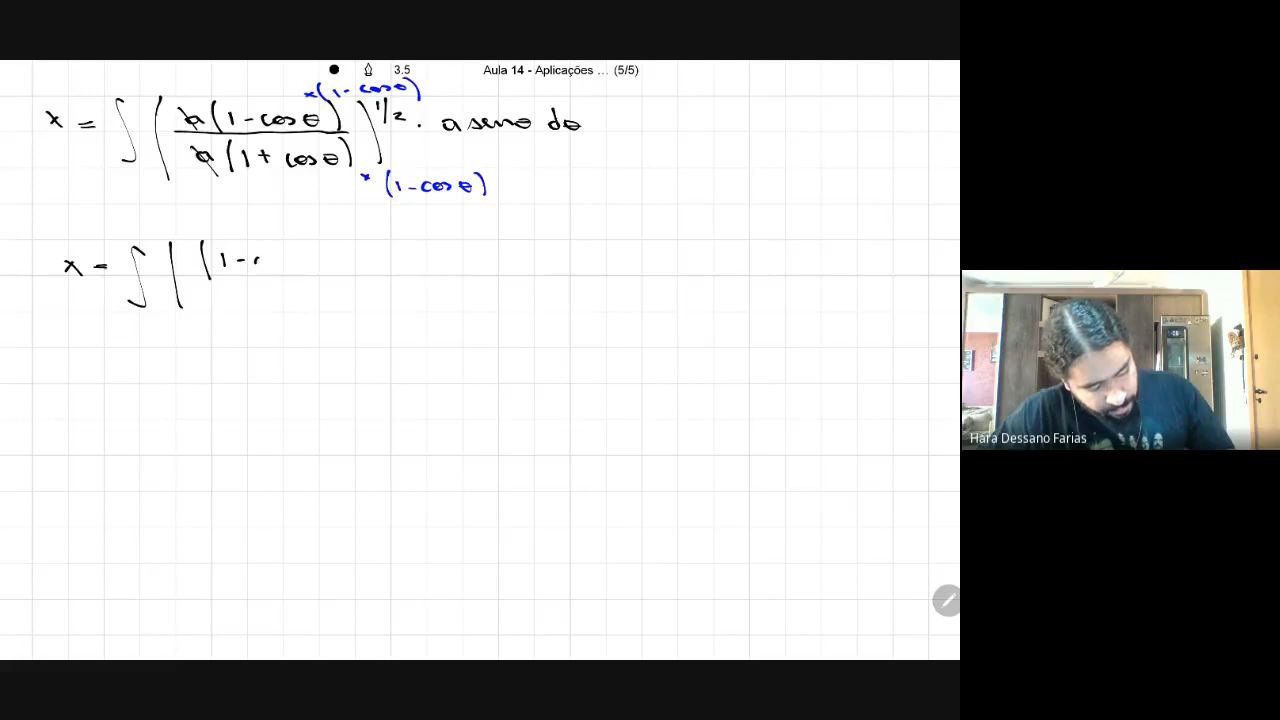 3.5 Aula 14 - Aplicações ... (5/5)
x (1 - cos θ)
x = ∫ ( a(1 - cos θ) / a(1 + cos θ) )^1/2 . a sen θ dθ
x (1 - cos θ)
x = ∫ ( (1 - c
Hara Dessano Farias